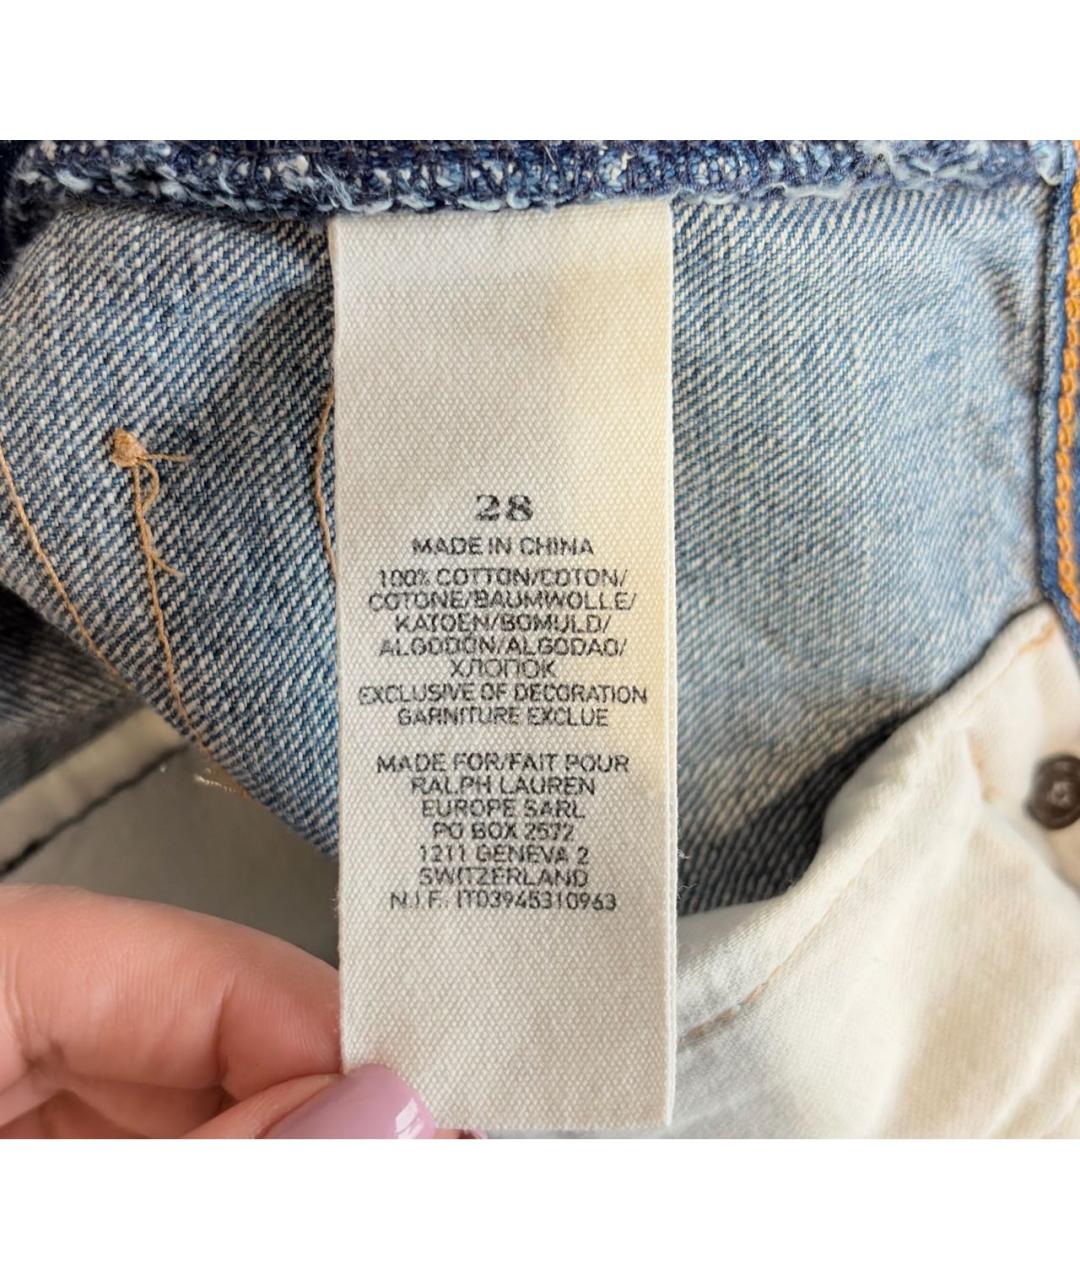 28
MADE IN CHINA
100% COTTON/COTON/
COTONE/BAUMWOLLE/
KATOEN/BOMULD/
ALGODON/ALGODAO/
ХЛОПОК
EXCLUSIVE OF DECORATION
GARNITURE EXCLUE
MADE FOR/FAIT POUR
RALPH LAUREN
EUROPE SARL
PO BOX 2572
1211 GENEVA 2
SWITZERLAND
N.I.F. IT03945310963